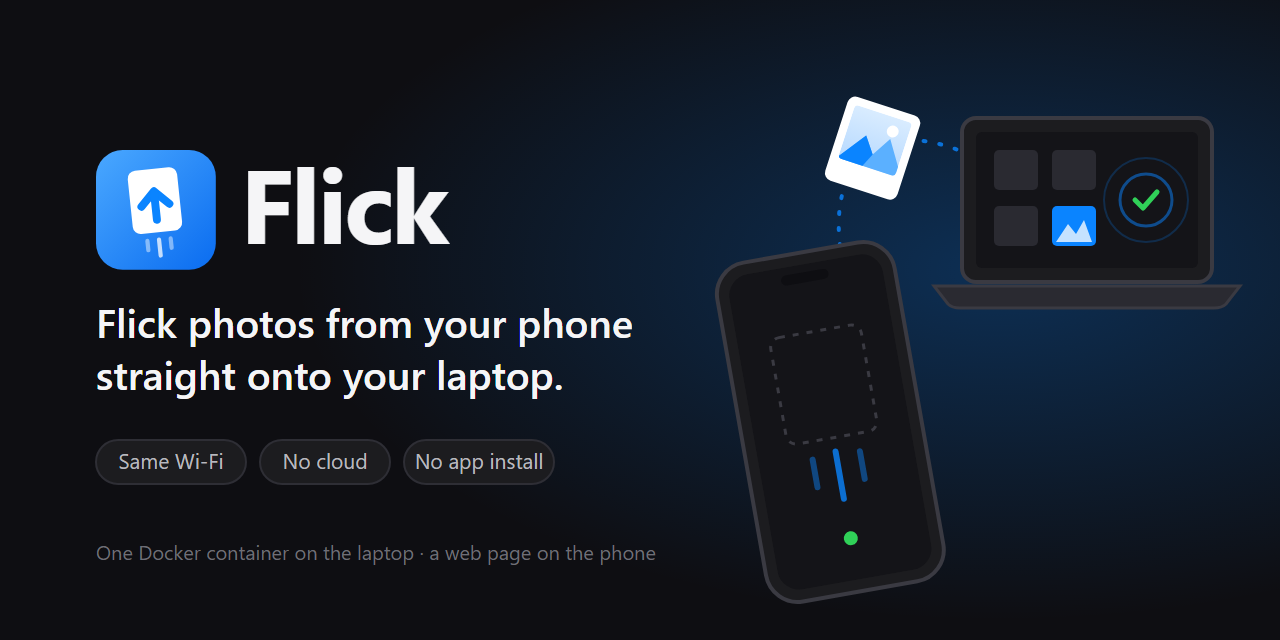 Flick
Flick photos from your phone
straight onto your laptop.
Same Wi-Fi
No cloud
No app install
One Docker container on the laptop · a web page on the phone